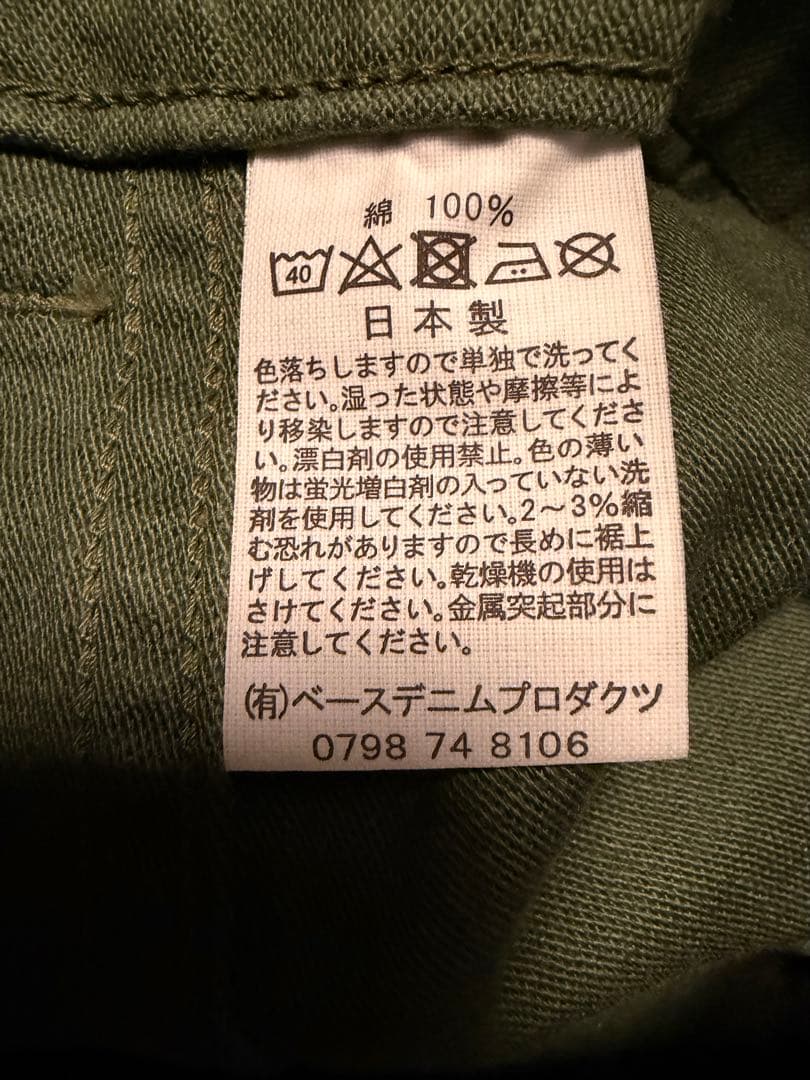 綿 100%
40
日本製
色落ちしますので単独で洗ってく
ださい。湿った状態や摩擦等によ
り移染しますので注意してくださ
い。漂白剤の使用禁止。色の薄い
物は蛍光増白剤の入っていない洗
剤を使用してください。2～3%縮
む恐れがありますので長めに裾上
げしてください。乾燥機の使用は
さけてください。金属突起部分に
注意してください。
(有)ベースデニムプロダクツ
0798 74 8106